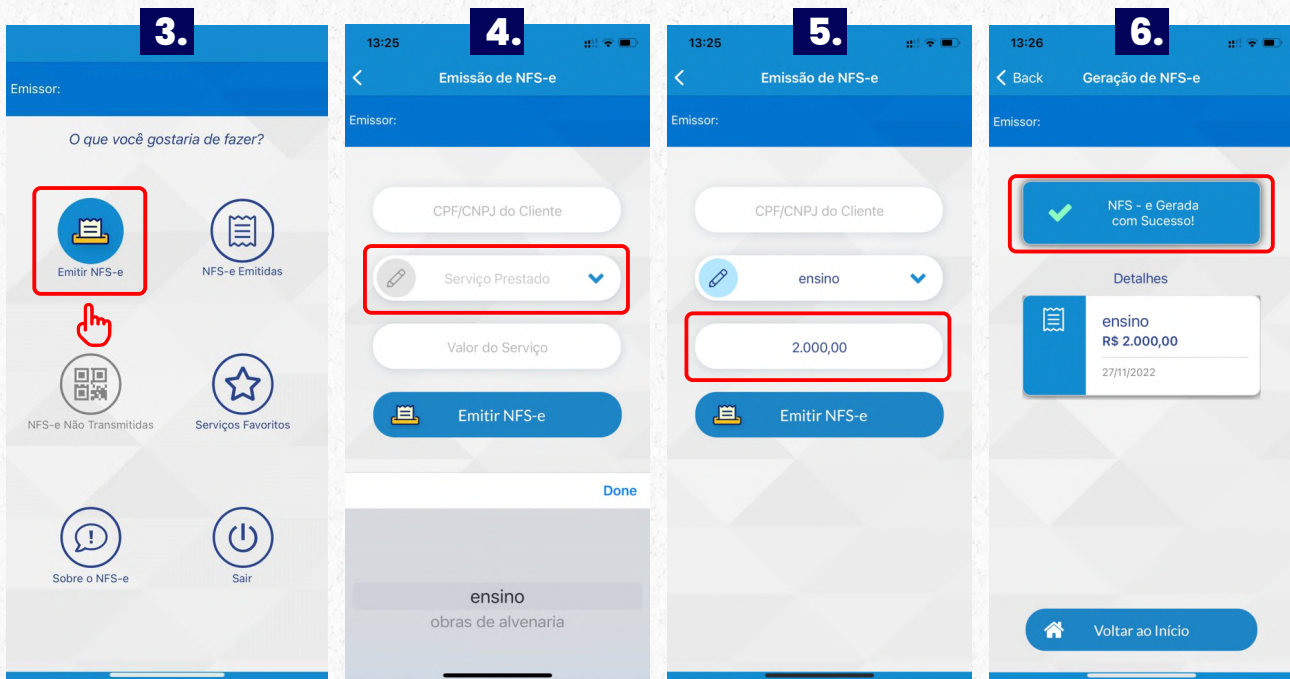 3.
Emissor:
O que você gostaria de fazer?
Emitir NFS-e
NFS-e Emitidas
NFS-e Não Transmitidas
Serviços Favoritos
Sobre o NFS-e
Sair
4.
13:25
Emissão de NFS-e
Emissor:
CPF/CNPJ do Cliente
Serviço Prestado
Valor do Serviço
Emitir NFS-e
Done
ensino
obras de alvenaria
5.
13:25
Emissão de NFS-e
Emissor:
CPF/CNPJ do Cliente
ensino
2.000,00
Emitir NFS-e
6.
13:26
Back
Geração de NFS-e
Emissor:
NFS - e Gerada
com Sucesso!
Detalhes
ensino
R$ 2.000,00
27/11/2022
Voltar ao Início